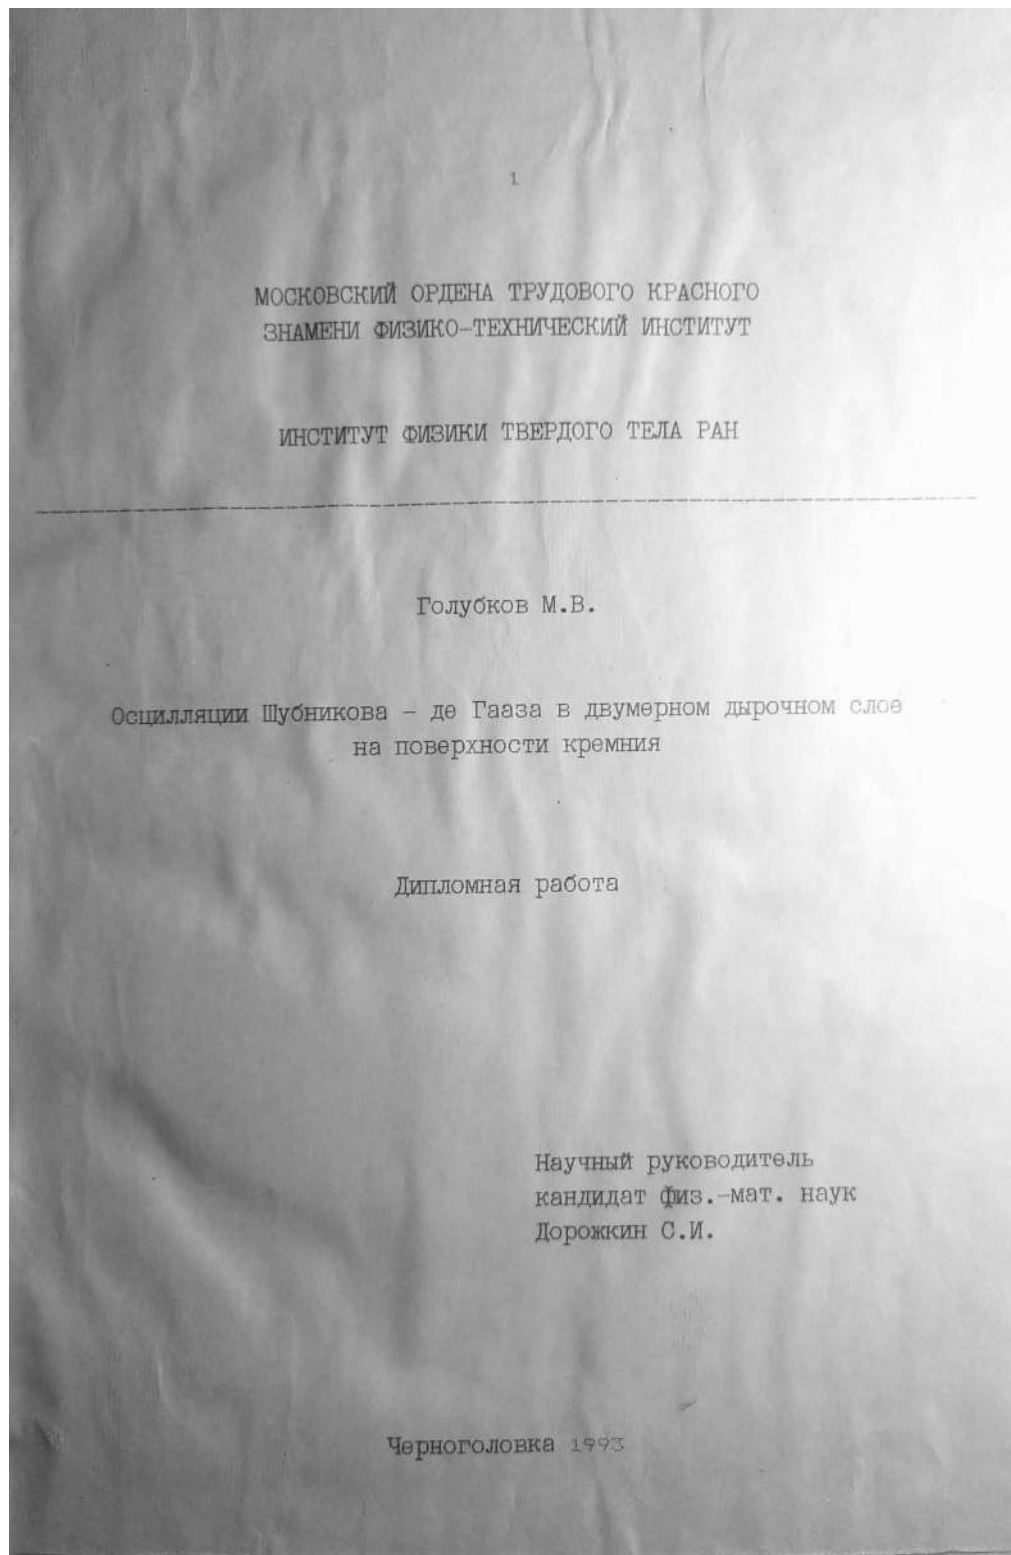 1
МОСКОВСКИЙ ОРДЕНА ТРУДОВОГО КРАСНОГО
ЗНАМЕНИ ФИЗИКО-ТЕХНИЧЕСКИЙ ИНСТИТУТ
ИНСТИТУТ ФИЗИКИ ТВЕРДОГО ТЕЛА РАН
Голубков М.В.
Осцилляции Шубникова - де Гааза в двумерном дырочном слое
на поверхности кремния
Дипломная работа
Научный руководитель
кандидат физ.-мат. наук
Дорожкин С.И.
Черноголовка 1993